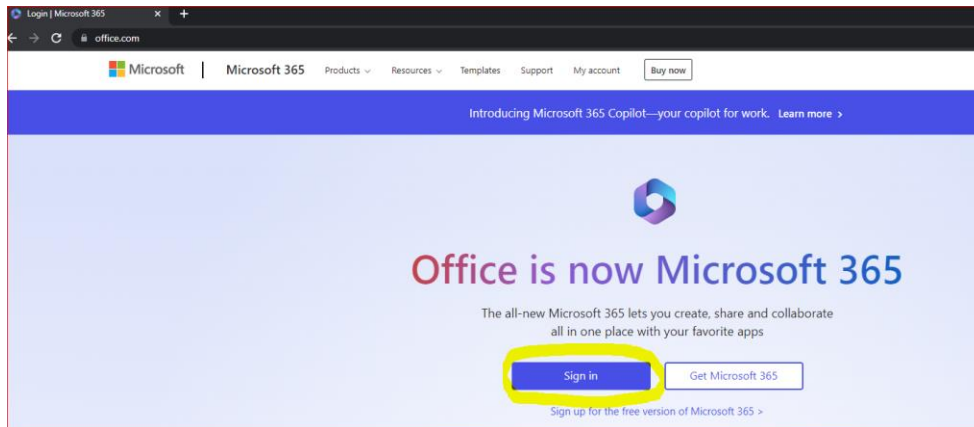 Login | Microsoft 365
office.com
Microsoft Microsoft 365 Products Resources Templates Support My account Buy now
Introducing Microsoft 365 Copilot—your copilot for work. Learn more >
Office is now Microsoft 365
The all-new Microsoft 365 lets you create, share and collaborate
all in one place with your favorite apps
Sign in Get Microsoft 365
Sign up for the free version of Microsoft 365 >